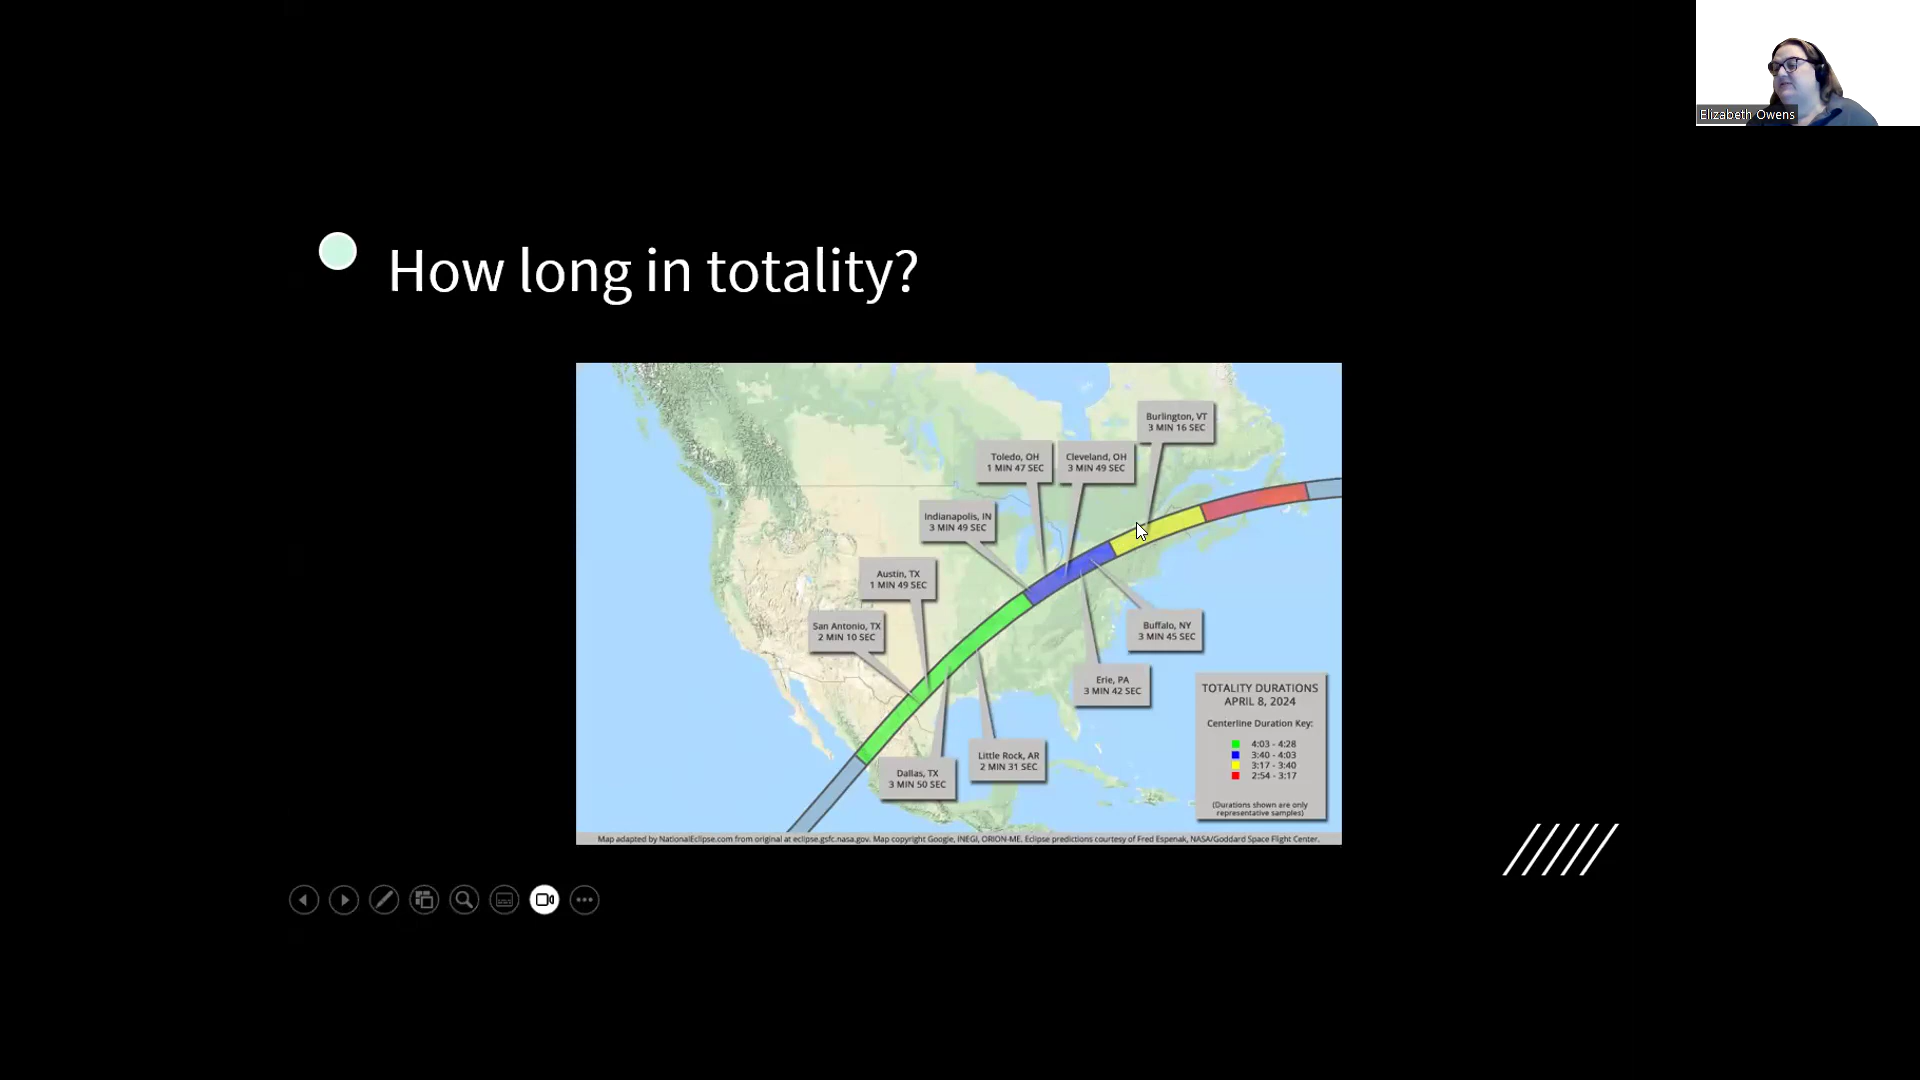 Elizabeth Owens
How long in totality?
Burlington, VT
3 MIN 16 SEC
Toledo, OH
1 MIN 47 SEC
Cleveland, OH
3 MIN 49 SEC
Indianapolis, IN
3 MIN 49 SEC
Austin, TX
1 MIN 49 SEC
San Antonio, TX
2 MIN 10 SEC
Buffalo, NY
3 MIN 45 SEC
Erie, PA
3 MIN 42 SEC
Little Rock, AR
2 MIN 31 SEC
Dallas, TX
3 MIN 50 SEC
TOTALITY DURATIONS
APRIL 8, 2024
Centerline Duration Key:
4:03 - 4:28
3:40 - 4:03
3:17 - 3:40
2:54 - 3:17
(Durations shown are only
representative samples)
Map adapted by NationalEclipse.com from original at eclipse.gsfc.nasa.gov. Map copyright Google, INEGI, ORION-ME. Eclipse predictions courtesy of Fred Espenak, NASA/Goddard Space Flight Center.